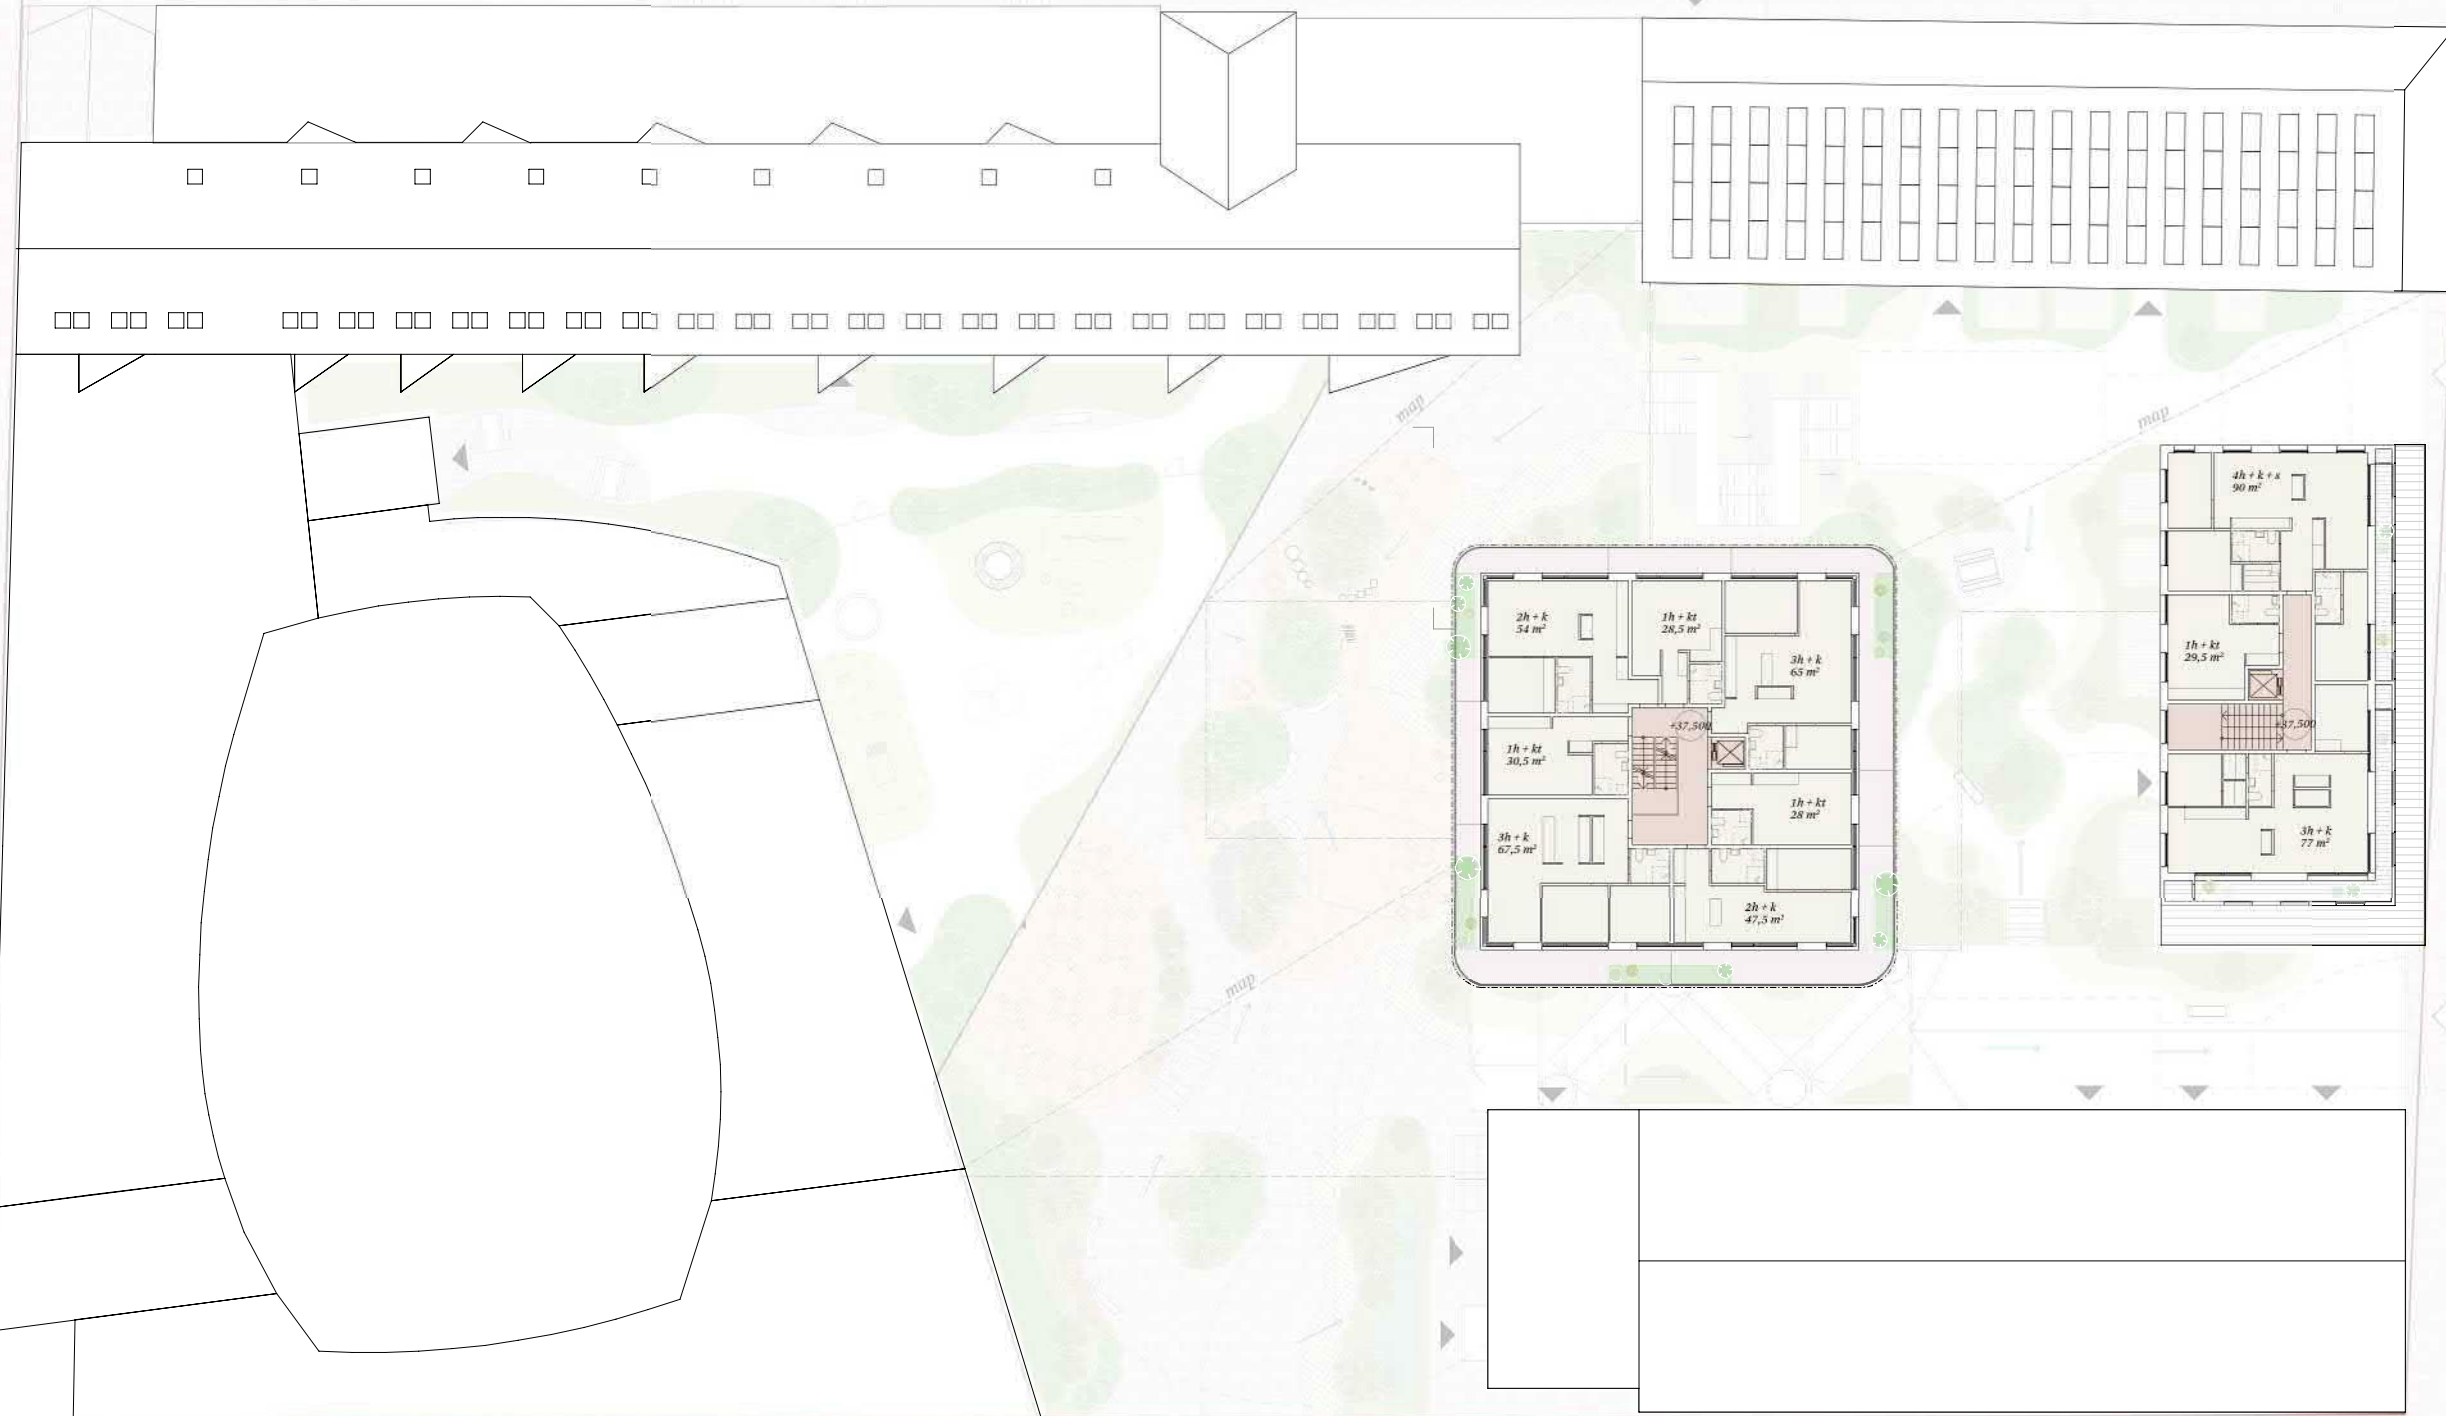 map
map
4h + k + s
90 m²
2h + k
54 m²
1h + kt
28,5 m²
3h + k
65 m²
1h + kt
29,5 m²
+37,500
+37,500
1h + kt
30,5 m²
1h + kt
28 m²
3h + k
67,5 m²
3h + k
77 m²
2h + k
47,5 m²
map